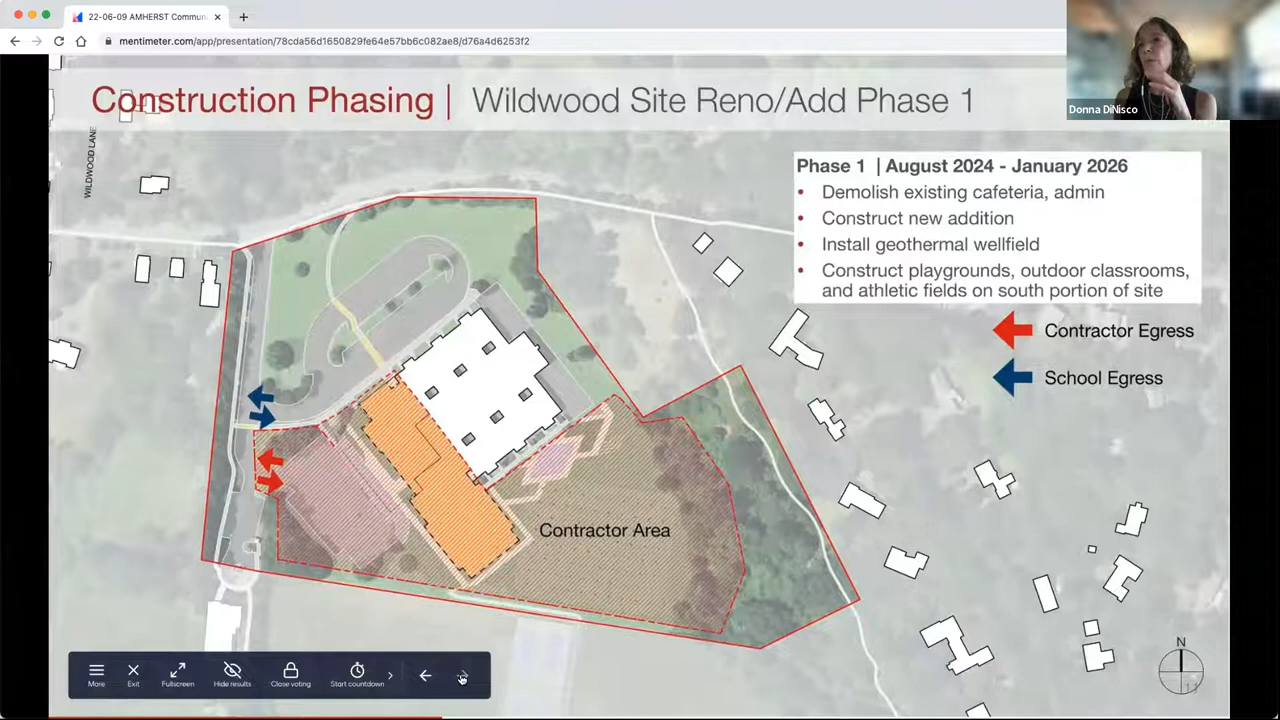 22-06-09 AMHERST Commun
mentimeter.com/app/presentation/78cda56d1650829fe64e57bb6c082ae8/d76a4d6253f2
Donna DiNisco
Construction Phasing | Wildwood Site Reno/Add Phase 1
WILDWOOD LANE
Phase 1 | August 2024 - January 2026
• Demolish existing cafeteria, admin
• Construct new addition
• Install geothermal wellfield
• Construct playgrounds, outdoor classrooms,
and athletic fields on south portion of site
Contractor Egress
School Egress
Contractor Area
N
11
More
Exit
Fullscreen
Hide results
Close voting
Start countdown